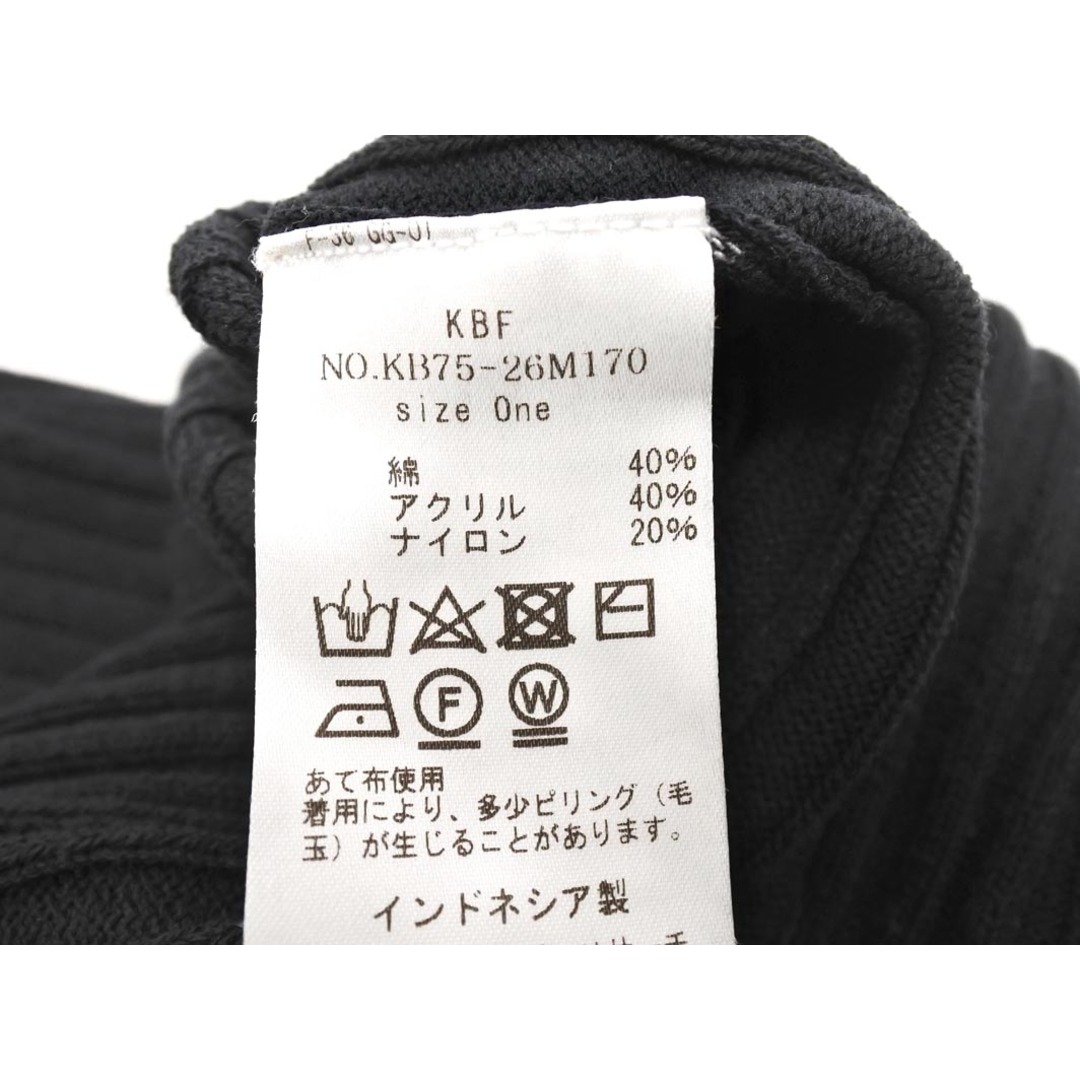 KBF
NO.KB75-26M170
size One
綿 40%
アクリル 40%
ナイロン 20%
F
W
あて布使用
着用により、多少ピリング（毛
玉）が生じることがあります。
インドネシア製